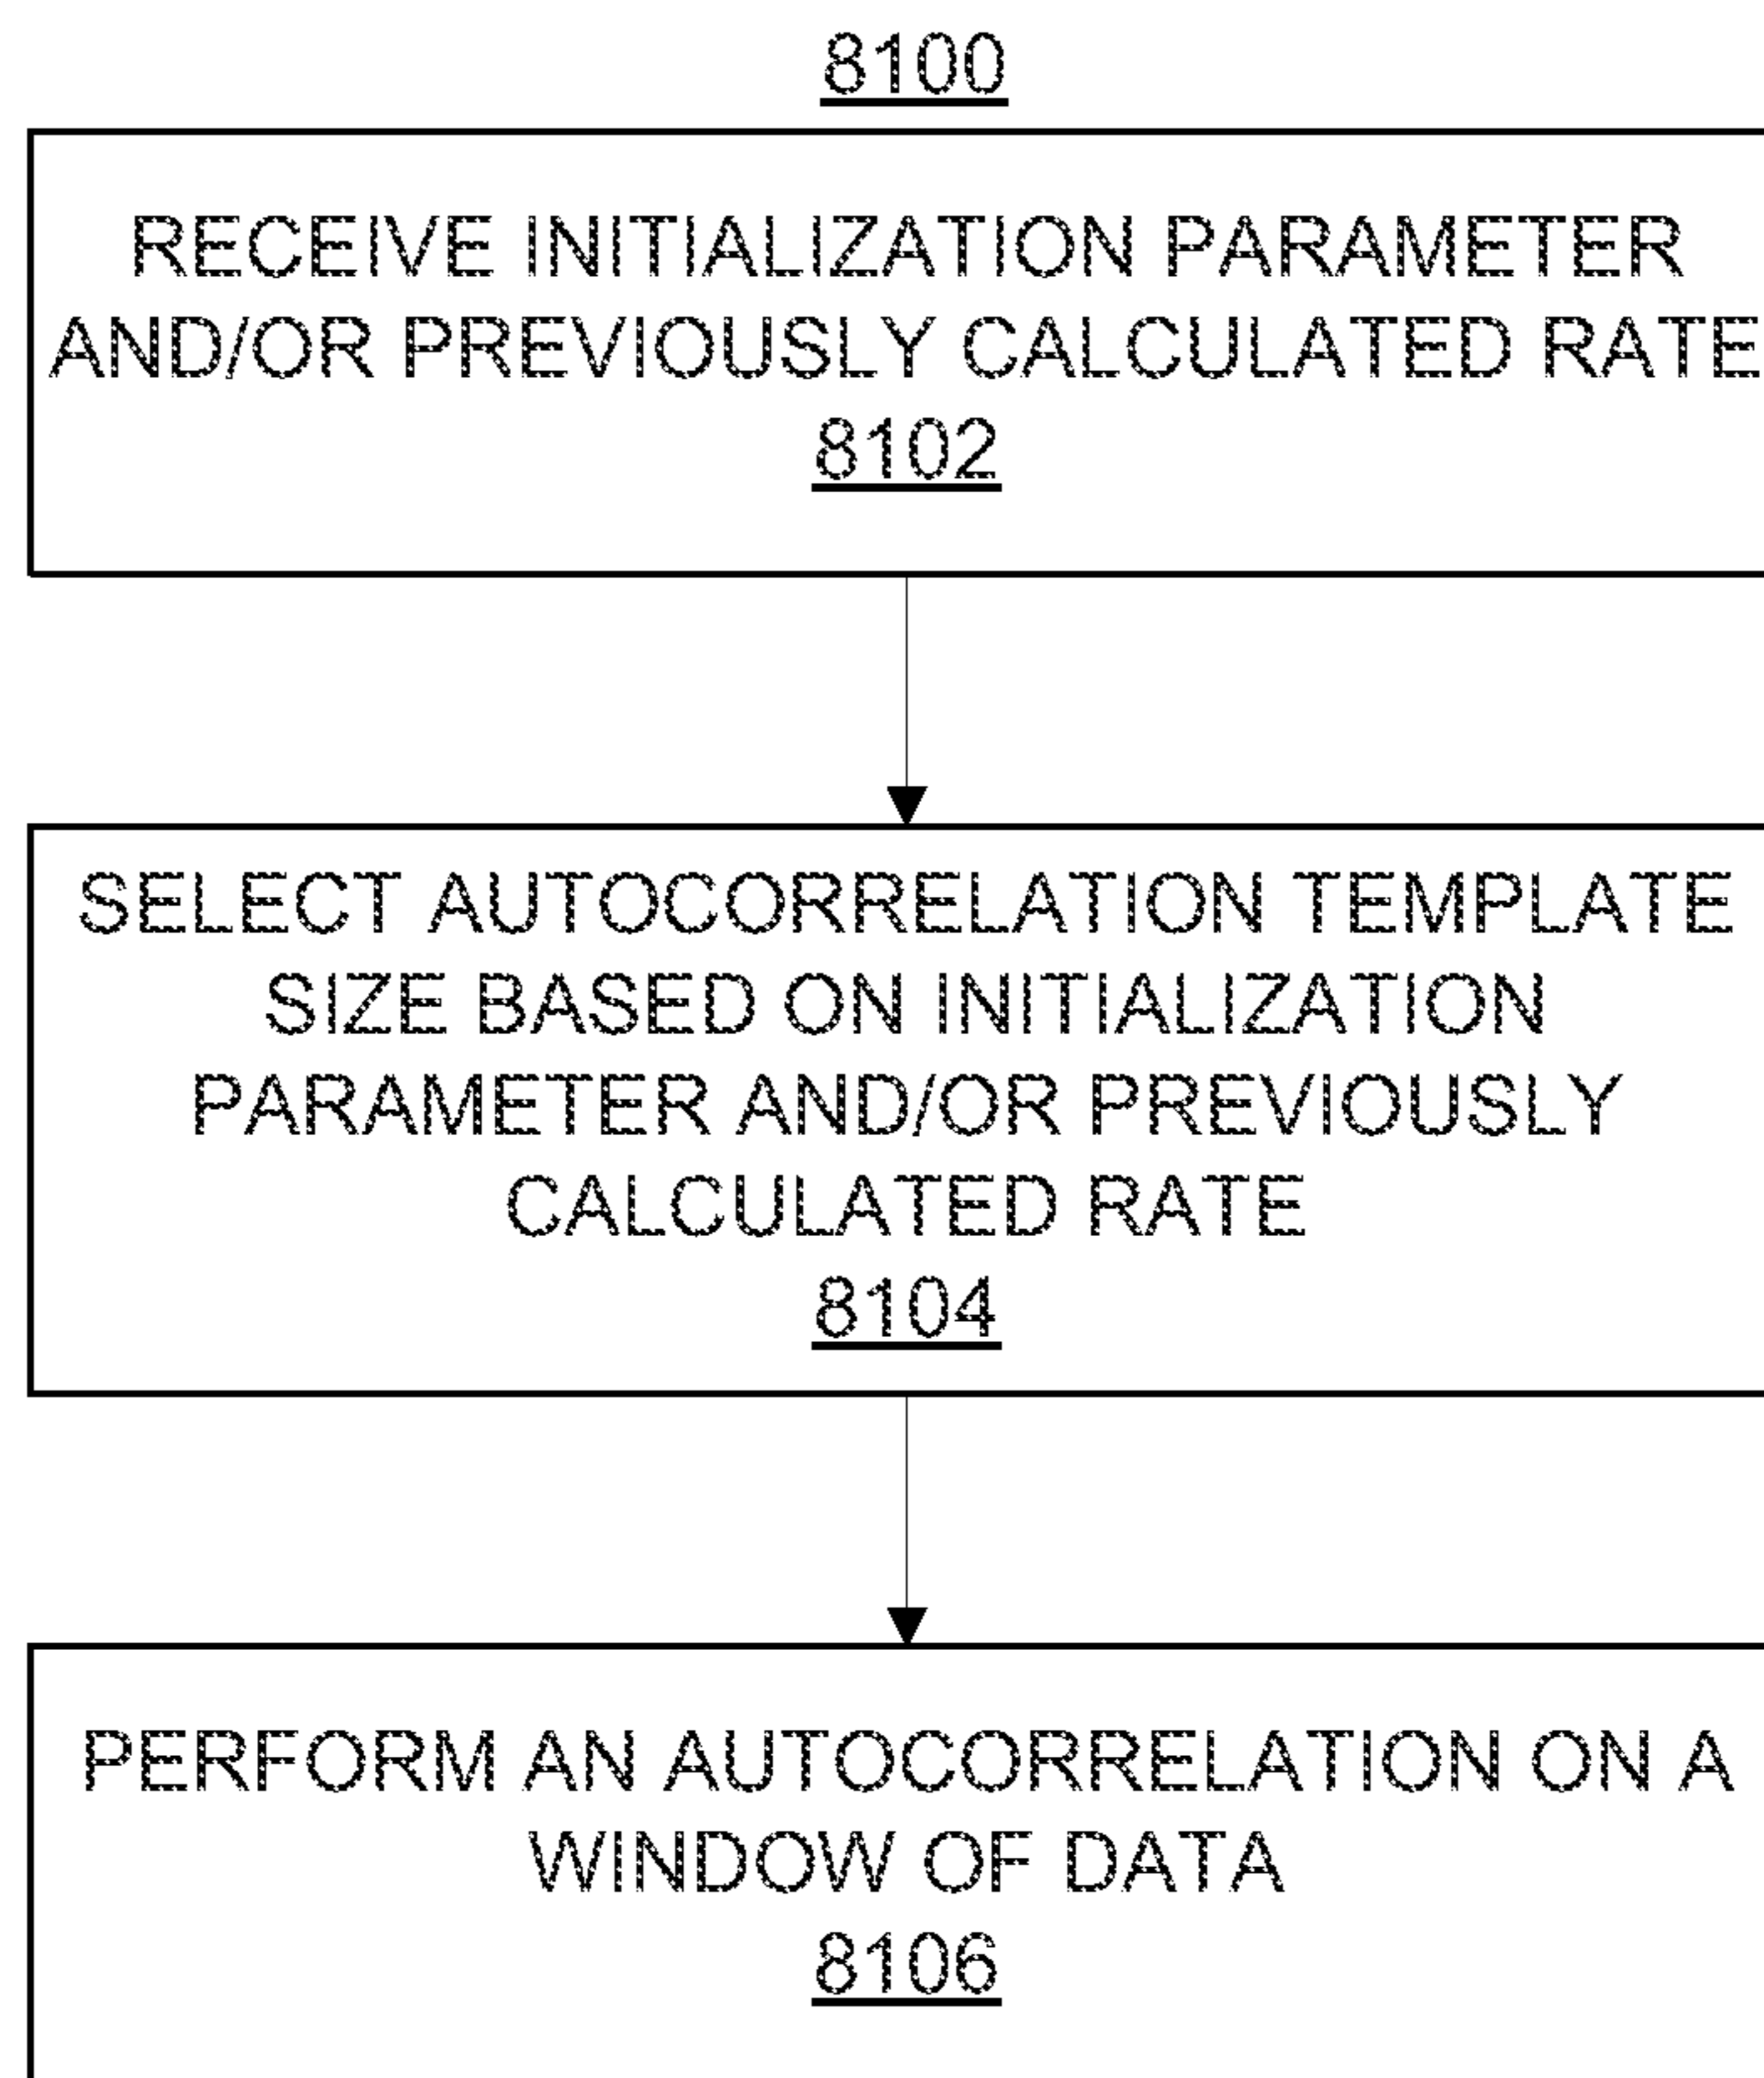 8100
RECEIVE INITIALIZATION PARAMETER
AND/OR PREVIOUSLY CALCULATED RATE
8102
SELECT AUTOCORRELATION TEMPLATE
SIZE BASED ON INITIALIZATION
PARAMETER AND/OR PREVIOUSLY
CALCULATED RATE
8104
PERFORM AN AUTOCORRELATION ON A
WINDOW OF DATA
8106